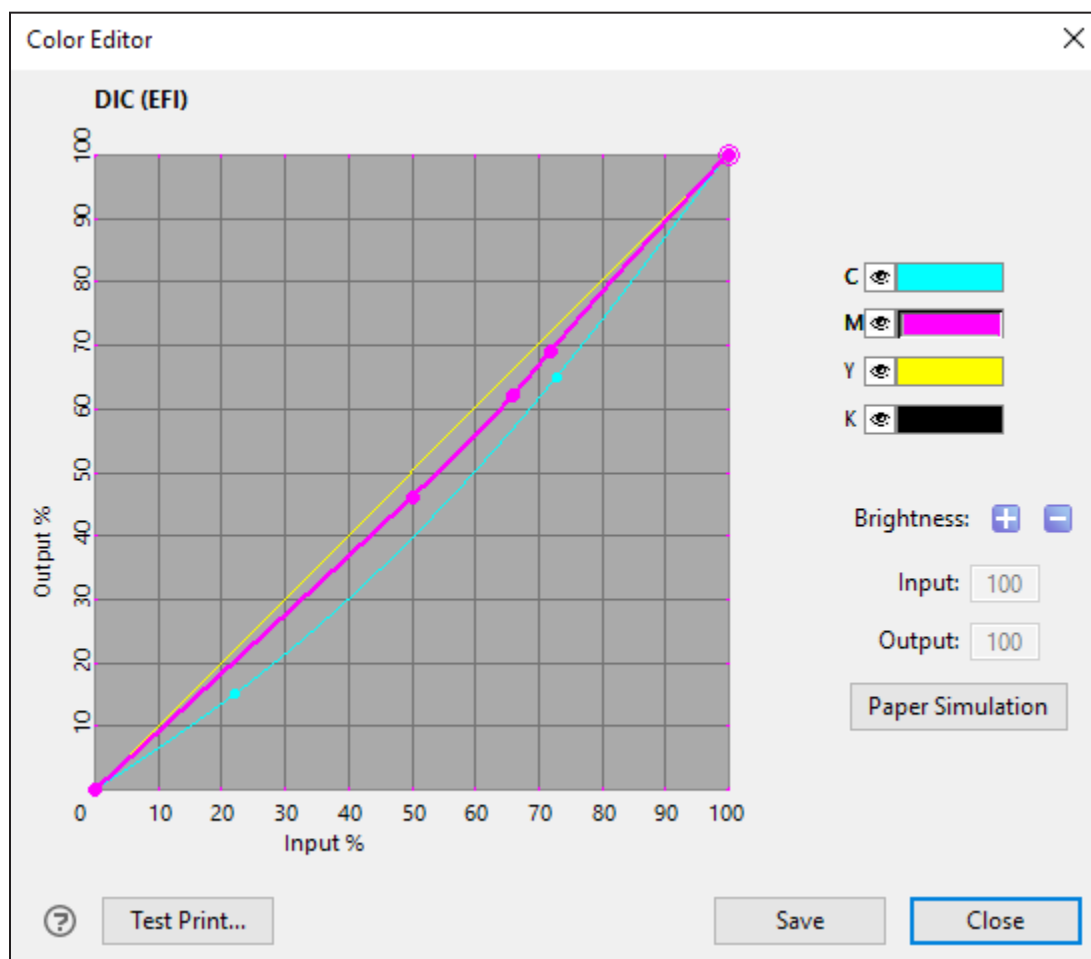 Color Editor
DIC (EFI)
100
90
80
70
60
50
40
30
20
10
0 10 20 30 40 50 60 70 80 90 100
Output %
Input %
C
M
Y
K
Brightness:
Input: 100
Output: 100
Paper Simulation
Test Print...
Save
Close